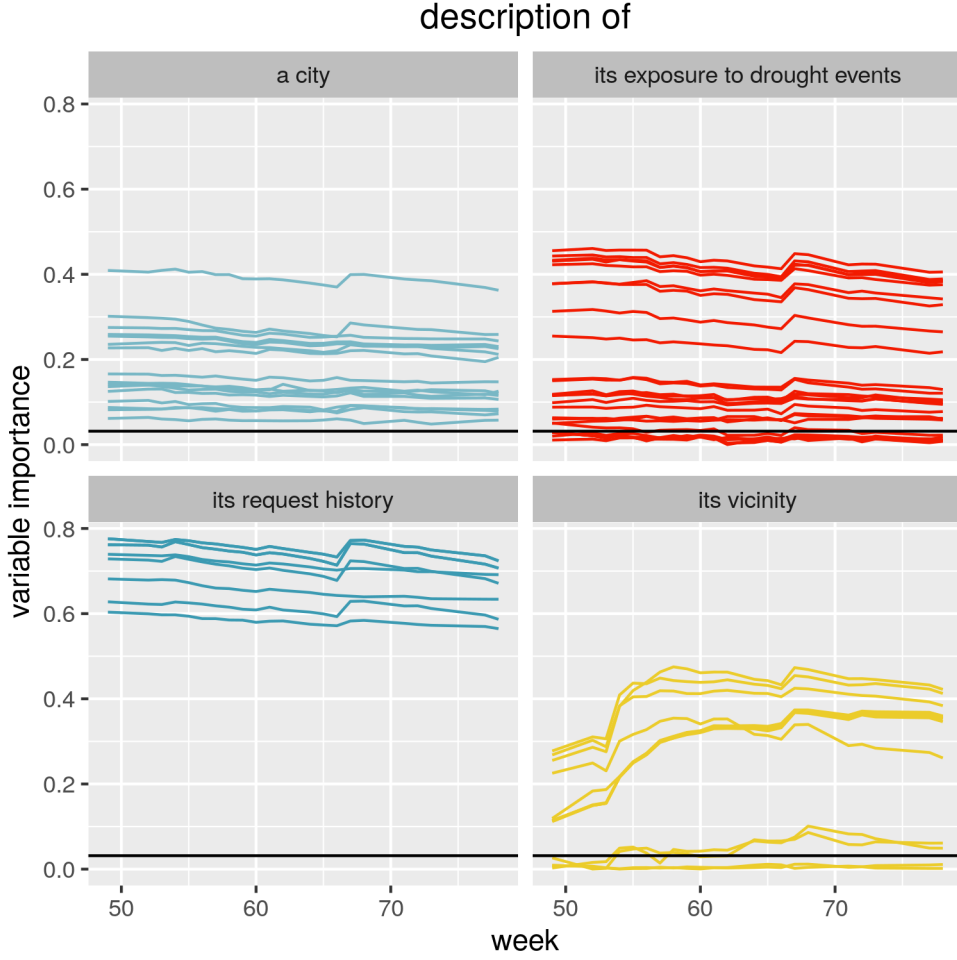 description of
a city
its exposure to drought events
0.8
0.6
0.4
0.2
0.0
its request history
its vicinity
0.8
0.6
0.4
0.2
0.0
variable importance
50
60
70
50
60
70
week